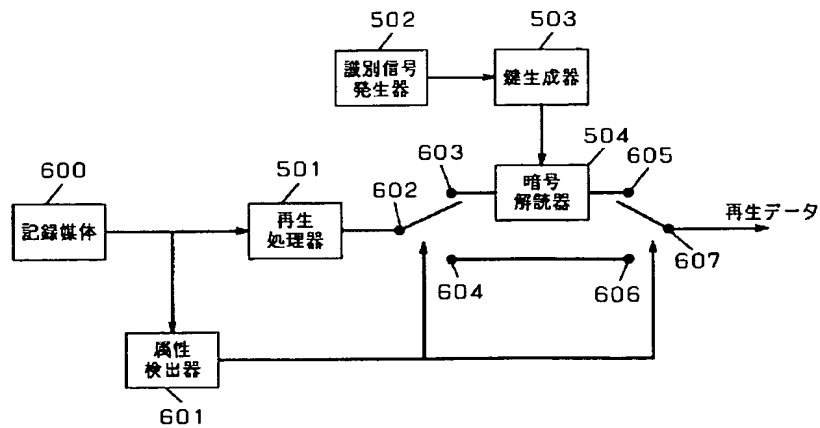 502
503
識別信号
発生器
鍵生成器
600
501
603
504
605
602
記録媒体
再生
処理器
暗号
解読器
再生データ
607
604
606
属性
検出器
601